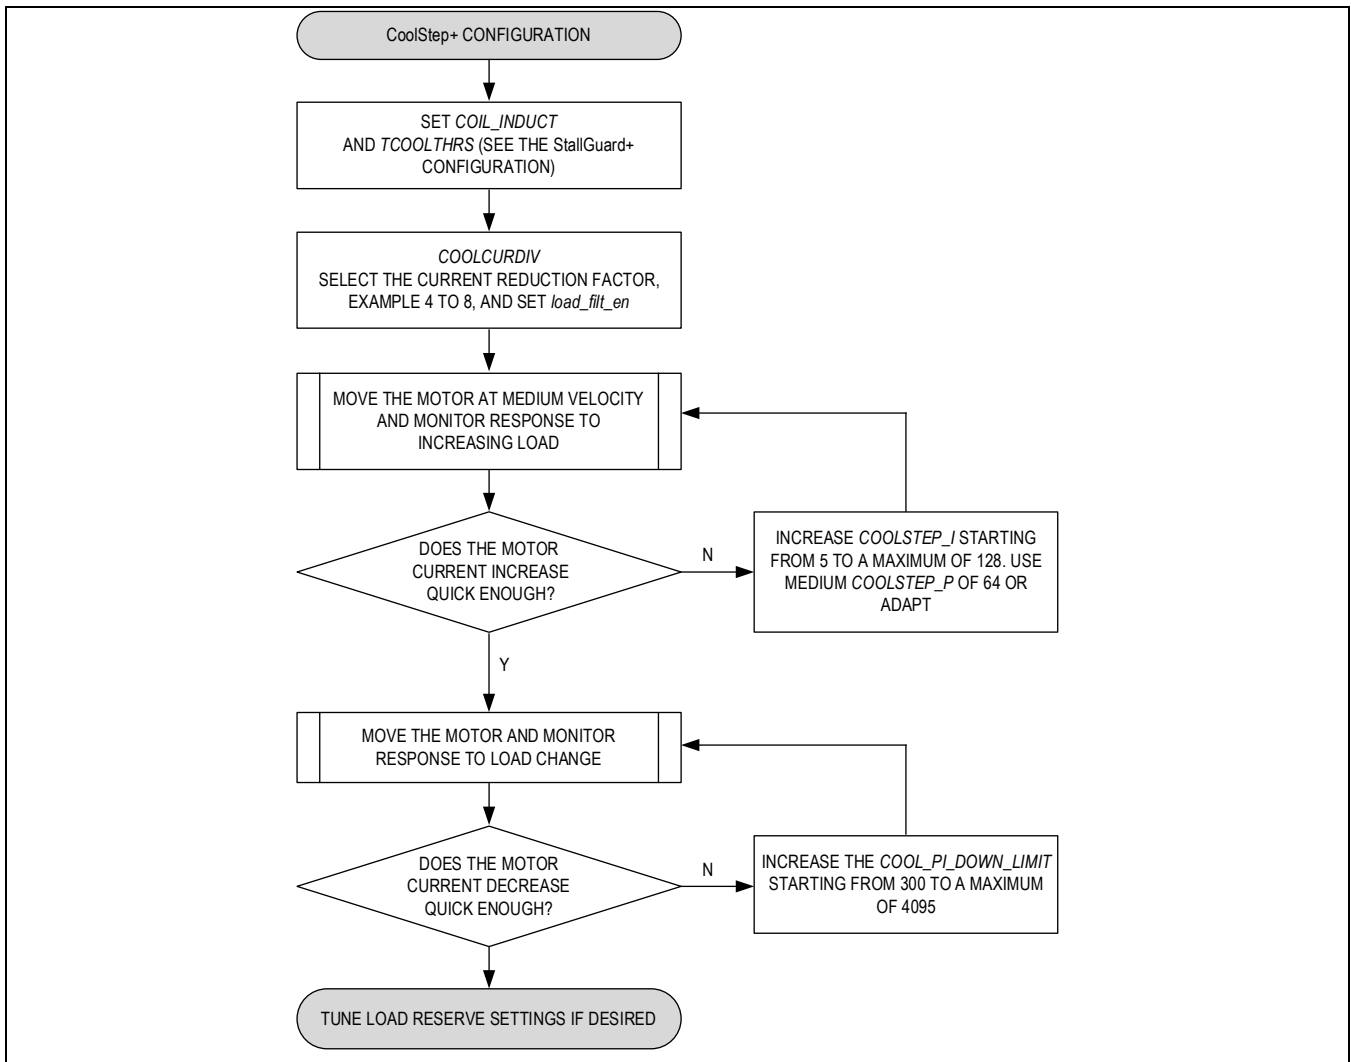 CoolStep+ CONFIGURATION
SET COIL_INDUCT
AND TCOOLTHRS (SEE THE StallGuard+
CONFIGURATION)
COOLCURDIV
SELECT THE CURRENT REDUCTION FACTOR,
EXAMPLE 4 TO 8, AND SET load_filt_en
MOVE THE MOTOR AT MEDIUM VELOCITY
AND MONITOR RESPONSE TO
INCREASING LOAD
DOES THE MOTOR
CURRENT INCREASE
QUICK ENOUGH?
N
INCREASE COOLSTEP_I STARTING
FROM 5 TO A MAXIMUM OF 128. USE
MEDIUM COOLSTEP_P OF 64 OR
ADAPT
Y
MOVE THE MOTOR AND MONITOR
RESPONSE TO LOAD CHANGE
DOES THE MOTOR
CURRENT DECREASE
QUICK ENOUGH?
N
INCREASE THE COOL_PI_DOWN_LIMIT
STARTING FROM 300 TO A MAXIMUM
OF 4095
TUNE LOAD RESERVE SETTINGS IF DESIRED